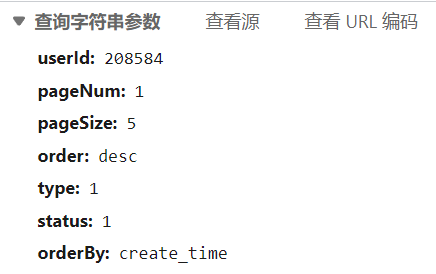 查询字符串参数 查看源 查看 URL 编码
userId: 208584
pageNum: 1
pageSize: 5
order: desc
type: 1
status: 1
orderBy: create_time